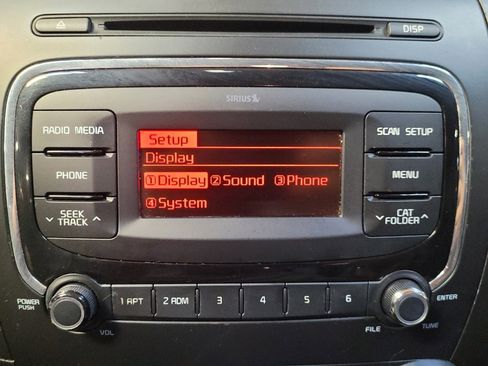 DISP
SIRIUS
RADIO MEDIA
SCAN SETUP
PHONE
MENU
SEEK
TRACK
CAT
FOLDER
Setup
Display
①Display ②Sound ③Phone
④System
POWER
PUSH
VOL
1 RPT 2 RDM 3 4 5 6
ENTER
FILE
TUNE